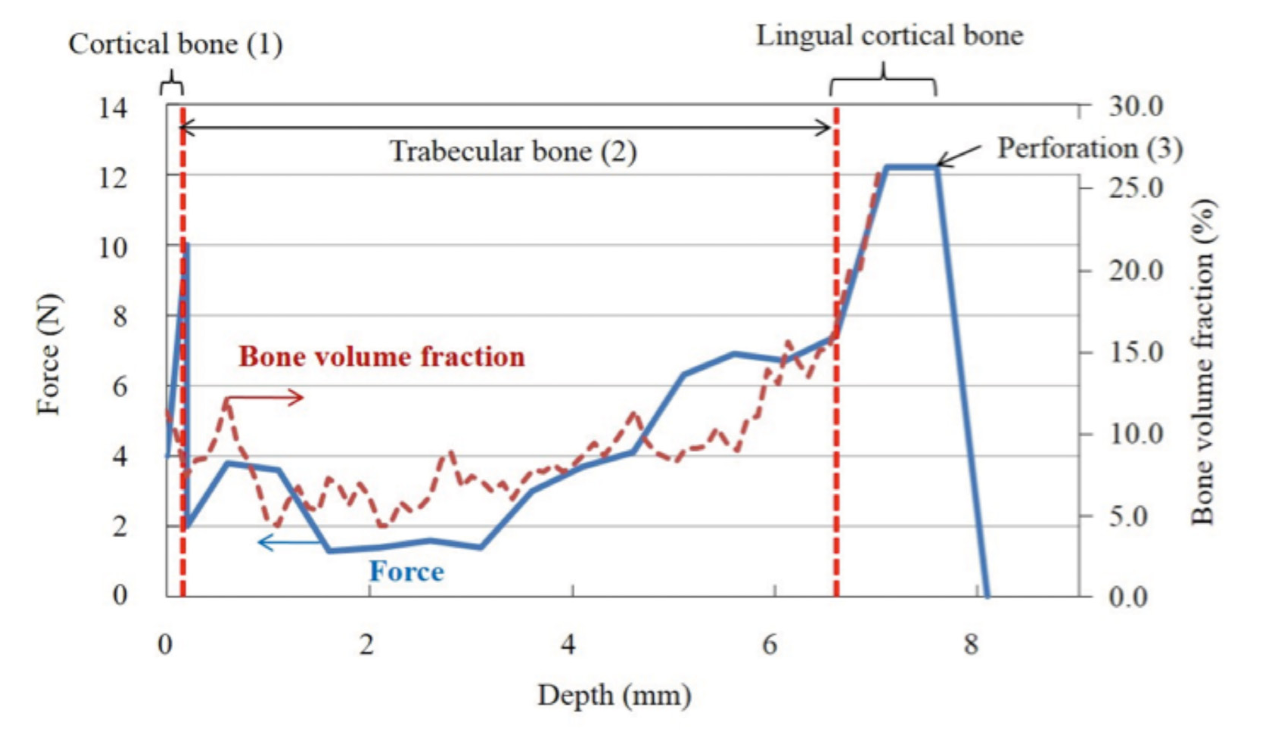 Cortical bone (1)
Lingual cortical bone
14
30.0
Trabecular bone (2)
Perforation (3)
12
25.0
10
20.0
8
Bone volume fraction
15.0
6
10.0
4
5.0
2
Force
0
0.0
0
2
4
6
8
Depth (mm)
Force (N)
Bone volume fraction (%)